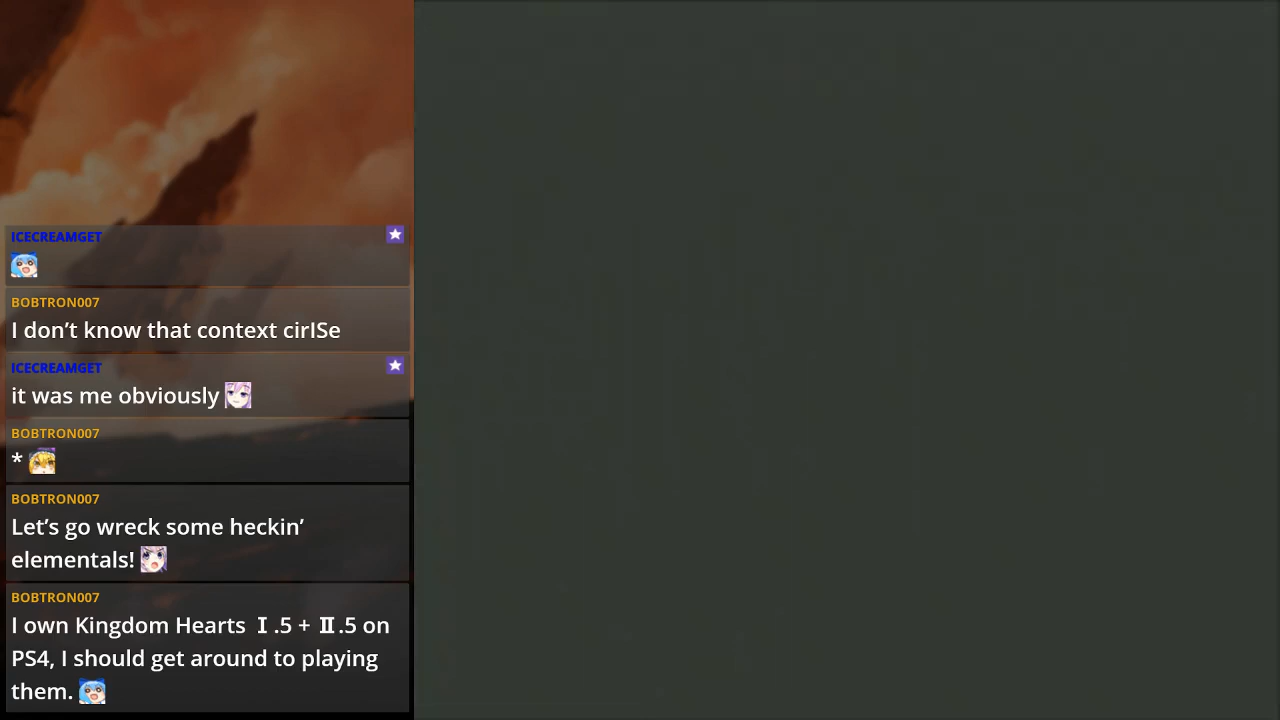 ICECREAMGET
BOBTRON007
I don’t know that context cirISe
ICECREAMGET
it was me obviously
BOBTRON007
*
BOBTRON007
Let’s go wreck some heckin’
elementals!
BOBTRON007
I own Kingdom Hearts Ⅰ.5 + Ⅱ.5 on
PS4, I should get around to playing
them.